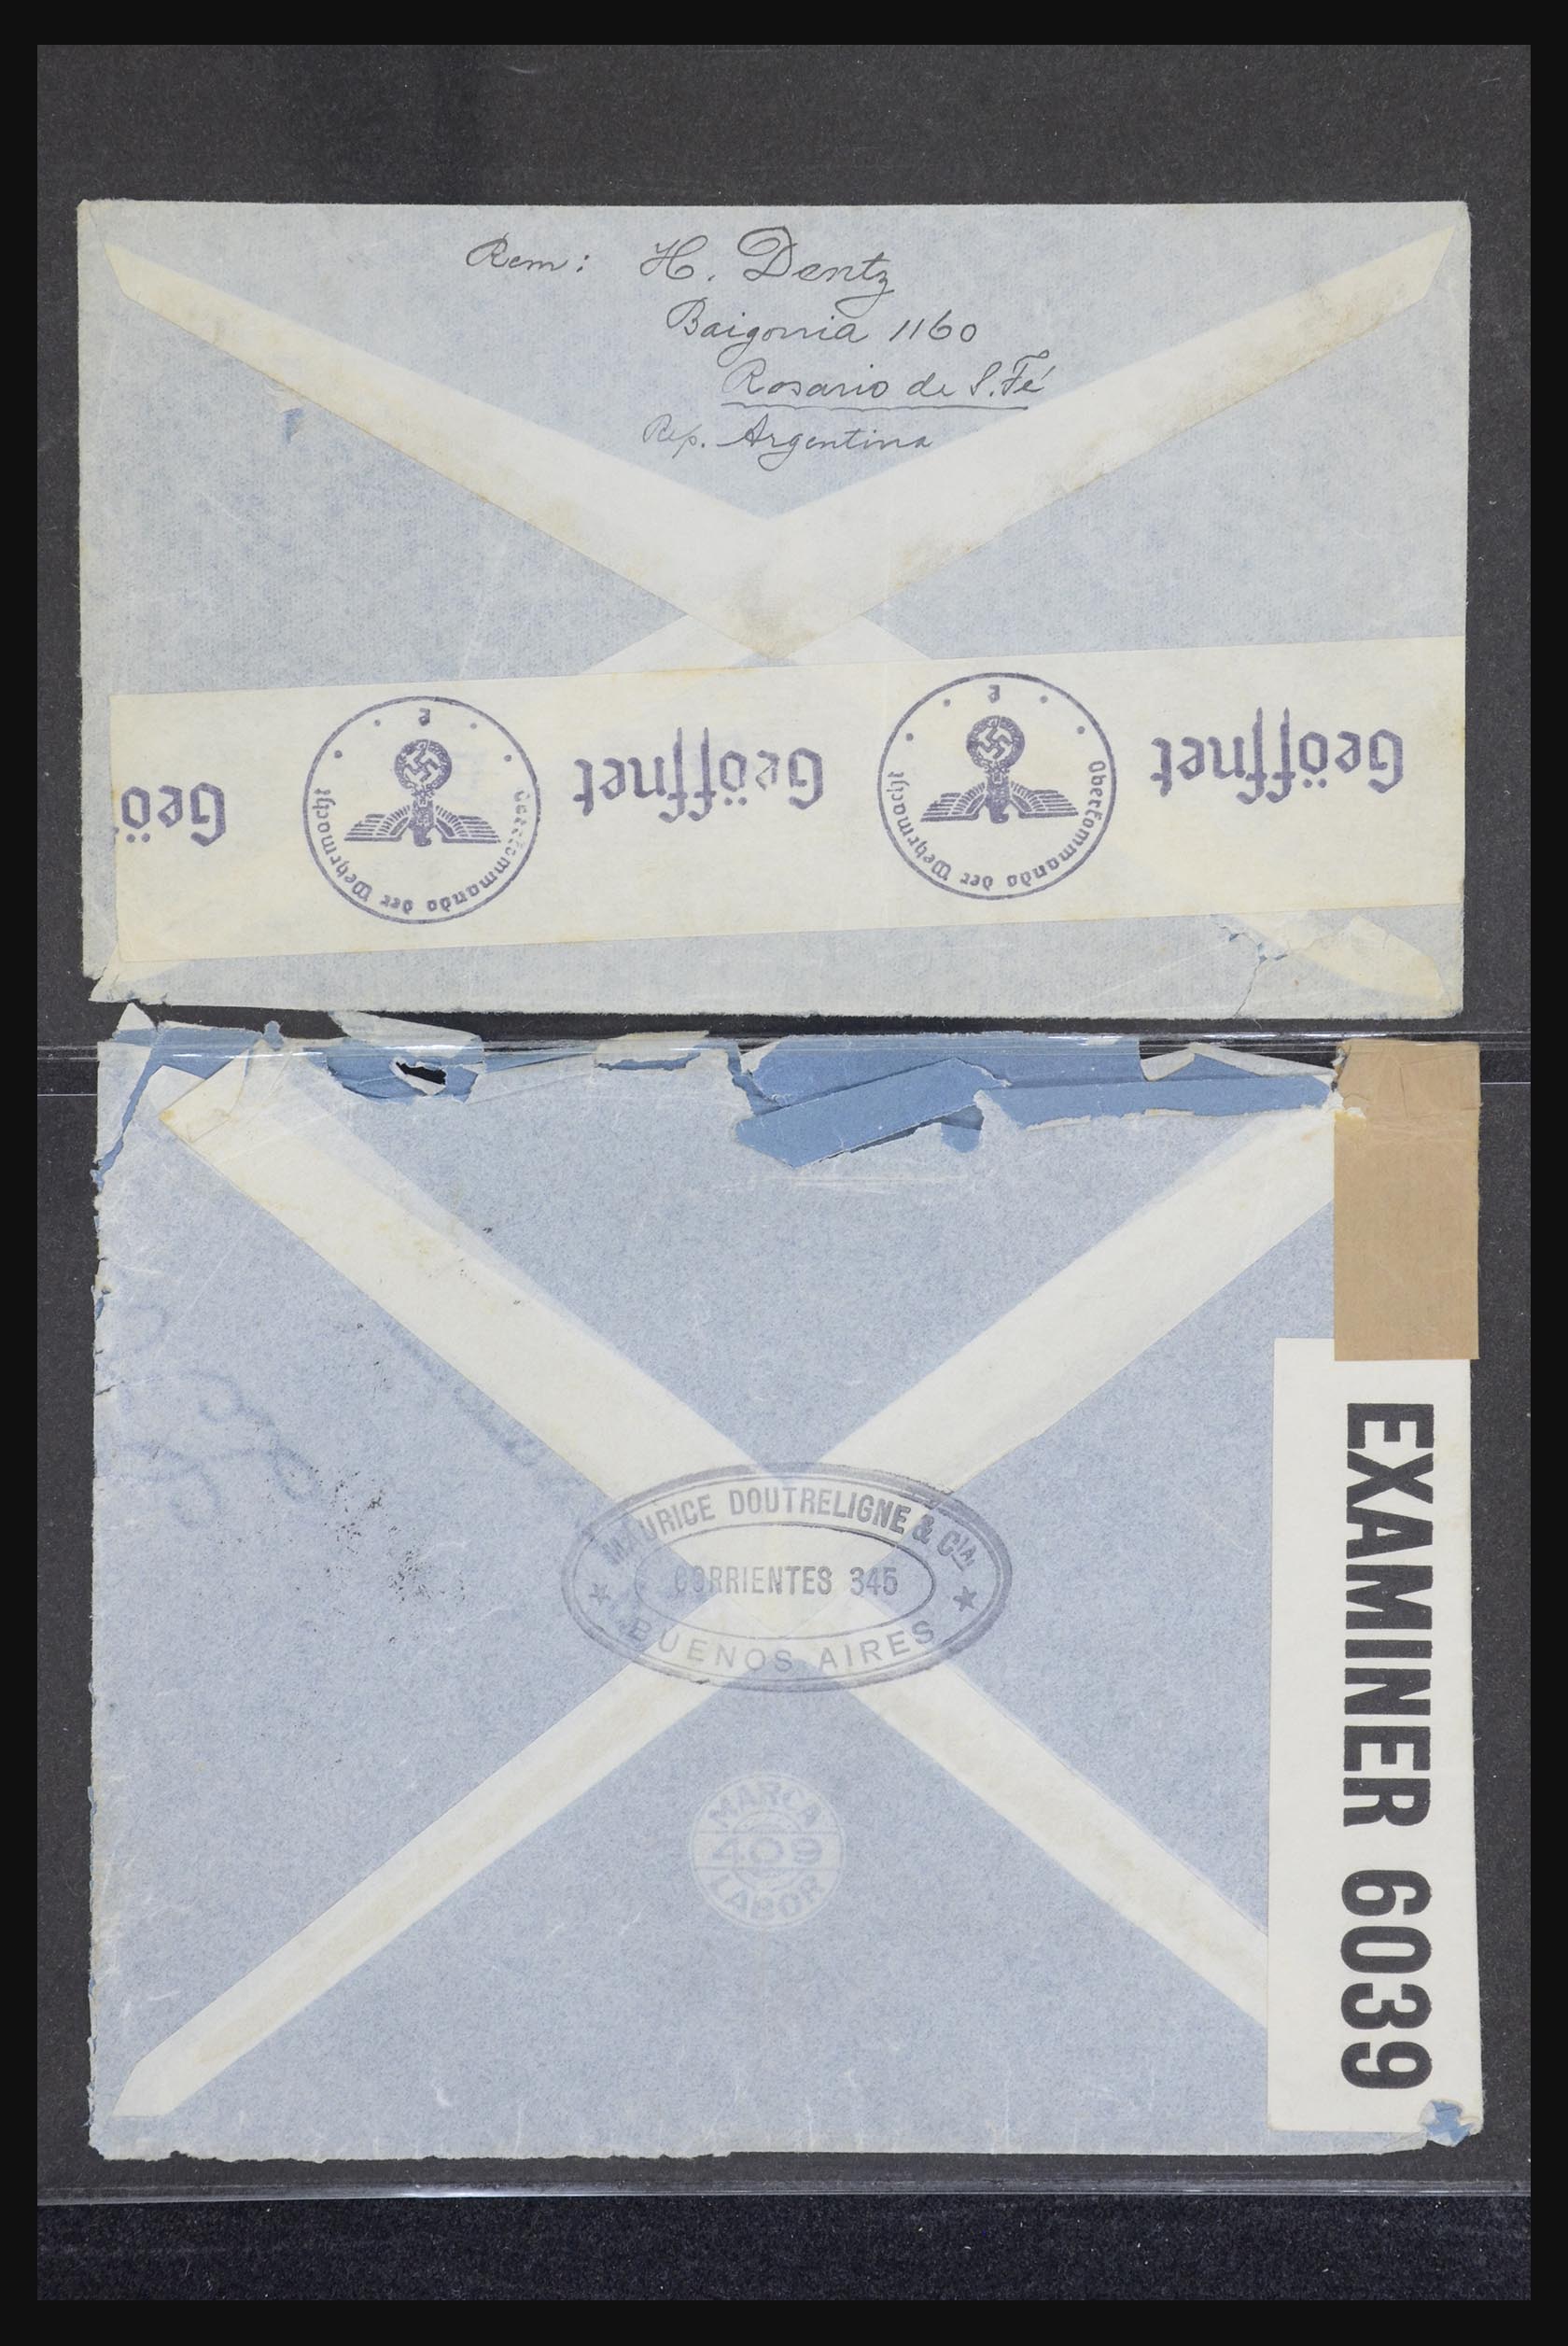 Rem: H. Dentz
Baigorria 1160
Rosario de S. Fé
Rep. Argentina
Geöffnet
Oberkommando der Wehrmacht
e
Geöffnet
Oberkommando der Wehrmacht
e
Geö
MAURICE DOUTRELIGNE & CIA.
CORRIENTES 345
BUENOS AIRES
MARCA
409
LABOR
EXAMINER 6039